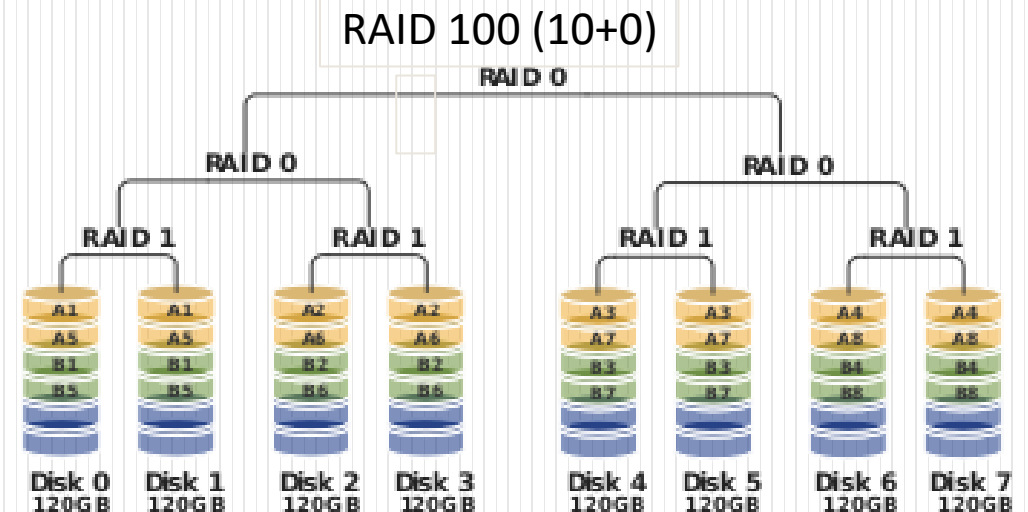 RAID 100 (10+0)
RAID 0
RAID 0 RAID 0
RAID 1 RAID 1 RAID 1 RAID 1
A1 A1 A2 A2 A3 A3 A4 A4
A5 A5 A6 A6 A7 A7 A8 A8
B1 B1 B2 B2 B3 B3 B4 B4
B5 B5 B6 B6 B7 B7 B8 B8
Disk 0 Disk 1 Disk 2 Disk 3 Disk 4 Disk 5 Disk 6 Disk 7
120GB 120GB 120GB 120GB 120GB 120GB 120GB 120GB